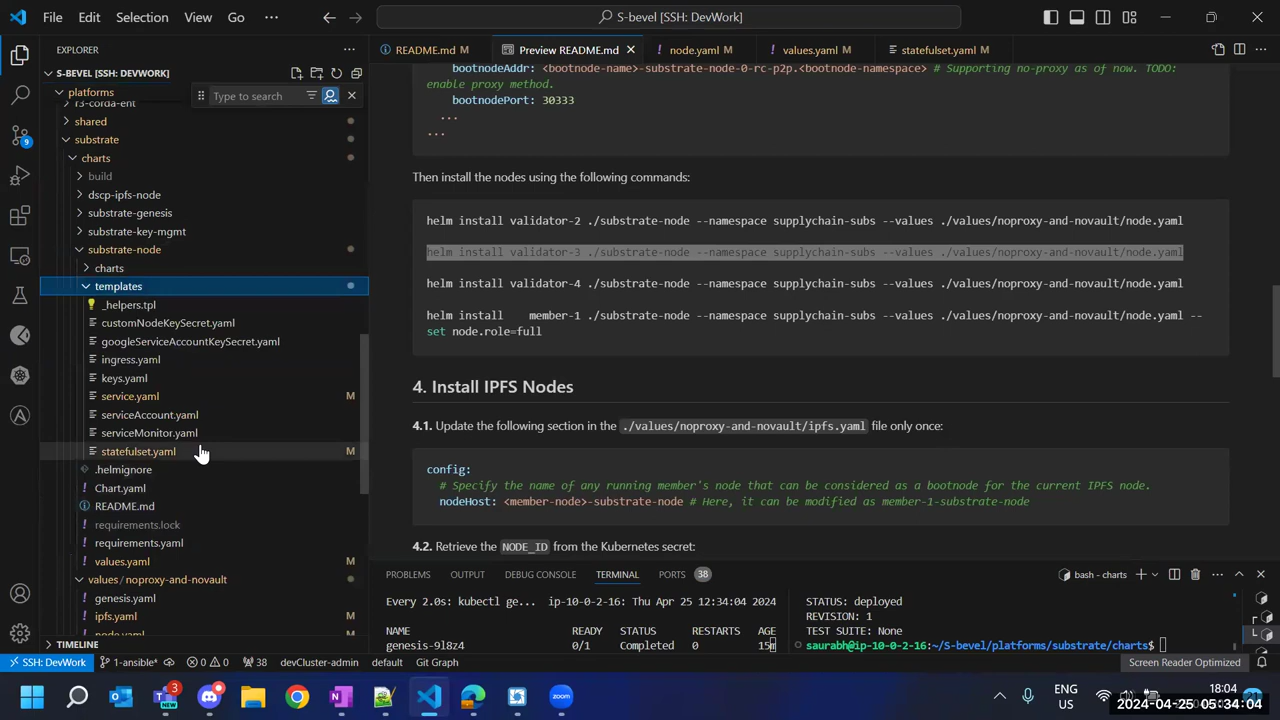 File Edit Selection View Go ···
S-bevel [SSH: DevWork]
EXPLORER
README.md M
Preview README.md
node.yaml M
values.yaml M
statefulset.yaml M
S-BEVEL [SSH: DEVWORK]
platforms
Type to search
r3-corda-ent
shared
substrate
charts
build
dscp-ipfs-node
substrate-genesis
substrate-key-mgmt
substrate-node
charts
templates
_helpers.tpl
customNodeKeySecret.yaml
googleServiceAccountKeySecret.yaml
ingress.yaml
keys.yaml
service.yaml M
serviceAccount.yaml
serviceMonitor.yaml
statefulset.yaml M
.helmignore
Chart.yaml
README.md
requirements.lock
requirements.yaml
values.yaml M
values / noproxy-and-novault
genesis.yaml
ipfs.yaml M
node.yaml M
TIMELINE
9
bootnodeAddr: <bootnode-name>-substrate-node-0-rc-p2p.<bootnode-namespace> # Supporting no-proxy as of now. TODO:
enable proxy method.
bootnodePort: 30333
...
...
Then install the nodes using the following commands:
helm install validator-2 ./substrate-node --namespace supplychain-subs --values ./values/noproxy-and-novault/node.yaml
helm install validator-3 ./substrate-node --namespace supplychain-subs --values ./values/noproxy-and-novault/node.yaml
helm install validator-4 ./substrate-node --namespace supplychain-subs --values ./values/noproxy-and-novault/node.yaml
helm install member-1 ./substrate-node --namespace supplychain-subs --values ./values/noproxy-and-novault/node.yaml --
set node.role=full
4. Install IPFS Nodes
4.1. Update the following section in the ./values/noproxy-and-novault/ipfs.yaml file only once:
config:
# Specify the name of any running member's node that can be considered as a bootnode for the current IPFS node.
nodeHost: <member-node>-substrate-node # Here, it can be modified as member-1-substrate-node
4.2. Retrieve the NODE_ID from the Kubernetes secret:
PROBLEMS OUTPUT DEBUG CONSOLE TERMINAL PORTS 38
bash - charts
Every 2.0s: kubectl ge... ip-10-0-2-16: Thu Apr 25 12:34:04 2024
NAME READY STATUS RESTARTS AGE
genesis-9l8z4 0/1 Completed 0 15m
STATUS: deployed
REVISION: 1
TEST SUITE: None
saurabh@ip-10-0-2-16:~/S-bevel/platforms/substrate/charts$
SSH: DevWork 1-ansible* 0 0 38 devCluster-admin default Git Graph
Screen Reader Optimized
3
ENG
IN
18:04
2024-04-25 05:34:04